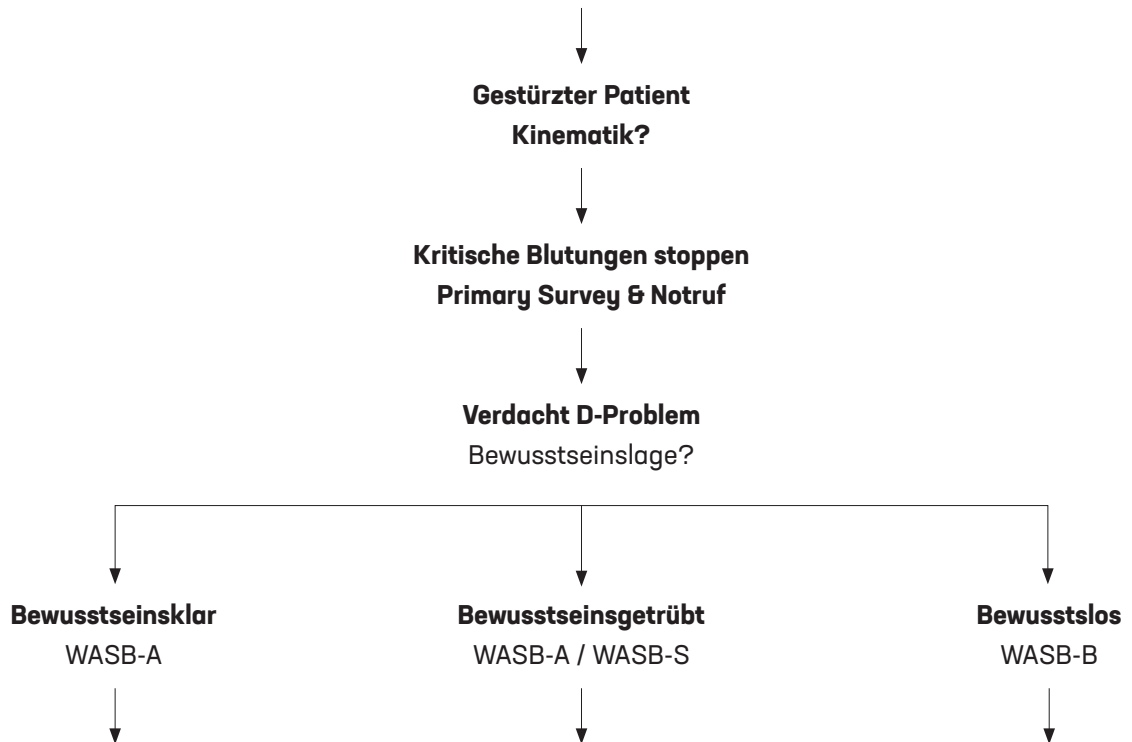 Gestürzter Patient
Kinematik?
Kritische Blutungen stoppen
Primary Survey & Notruf
Verdacht D-Problem
Bewusstseinslage?
Bewusstseinsklar
WASB-A
Bewusstseinsgetrübt
WASB-A / WASB-S
Bewusstslos
WASB-B